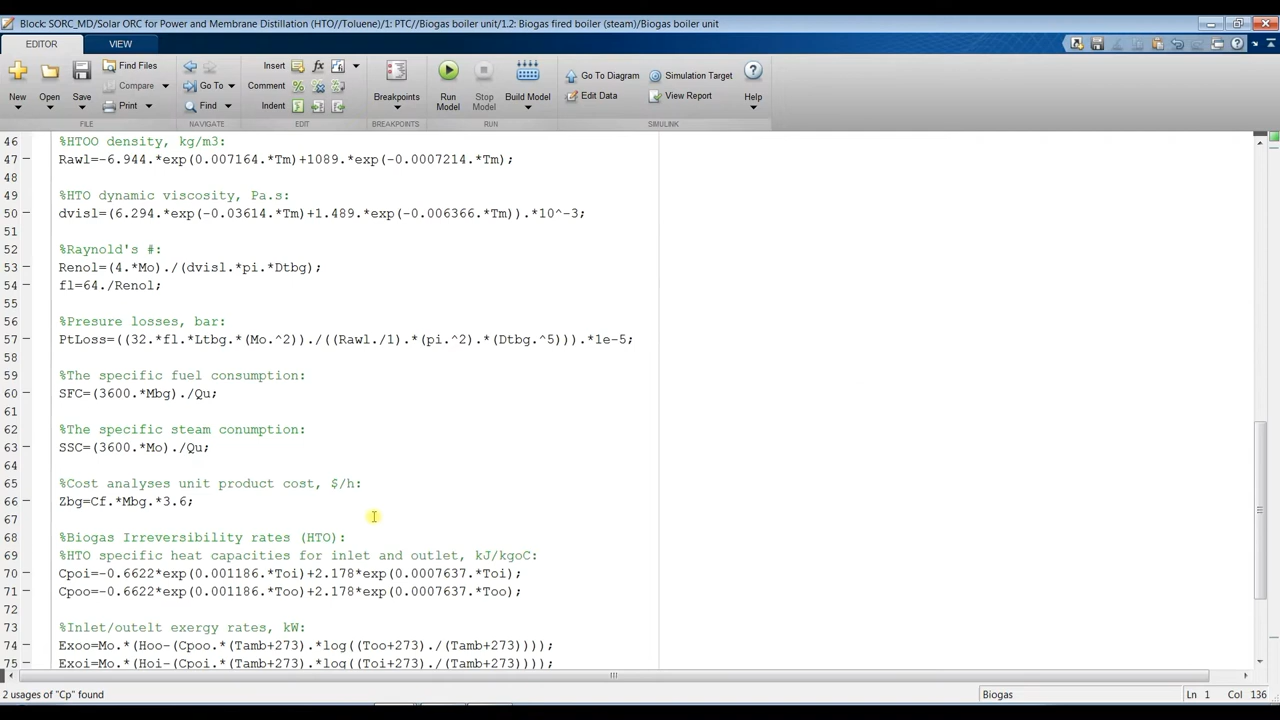 Block: SORC_MD/Solar ORC for Power and Membrane Distillation (HTO//Toluene)/1: PTC//Biogas boiler unit/1.2: Biogas fired boiler (steam)/Biogas boiler unit
EDITOR VIEW
Find Files Insert fx Go To Diagram Simulation Target
Compare Go To Comment
Print Find Indent Edit Data View Report
New Open Save Breakpoints Run Model Stop Model Build Model Help
FILE NAVIGATE EDIT BREAKPOINTS RUN SIMULINK
46 %HTOO density, kg/m3:
47 Rawl=-6.944.*exp(0.007164.*Tm)+1089.*exp(-0.0007214.*Tm);
48
49 %HTO dynamic viscosity, Pa.s:
50 dvisl=(6.294.*exp(-0.03614.*Tm)+1.489.*exp(-0.006366.*Tm)).*10^-3;
51
52 %Raynold's #:
53 Renol=(4.*Mo)./(dvisl.*pi.*Dtbg);
54 fl=64./Renol;
55
56 %Presure losses, bar:
57 PtLoss=((32.*fl.*Ltbg.*(Mo.^2))./((Rawl./1).*(pi.^2).*(Dtbg.^5))).*1e-5;
58
59 %The specific fuel consumption:
60 SFC=(3600.*Mbg)./Qu;
61
62 %The specific steam conumption:
63 SSC=(3600.*Mo)./Qu;
64
65 %Cost analyses unit product cost, $/h:
66 Zbg=Cf.*Mbg.*3.6;
67
68 %Biogas Irreversibility rates (HTO):
69 %HTO specific heat capacities for inlet and outlet, kJ/kgoC:
70 Cpoi=-0.6622*exp(0.001186.*Toi)+2.178*exp(0.0007637.*Toi);
71 Cpoo=-0.6622*exp(0.001186.*Too)+2.178*exp(0.0007637.*Too);
72
73 %Inlet/outelt exergy rates, kW:
74 Exoo=Mo.*(Hoo-(Cpoo.*(Tamb+273).*log((Too+273)./(Tamb+273))));
75 Exoi=Mo.*(Hoi-(Cpoi.*(Tamb+273).*log((Toi+273)./(Tamb+273))));
2 usages of "Cp" found Biogas Ln 1 Col 136